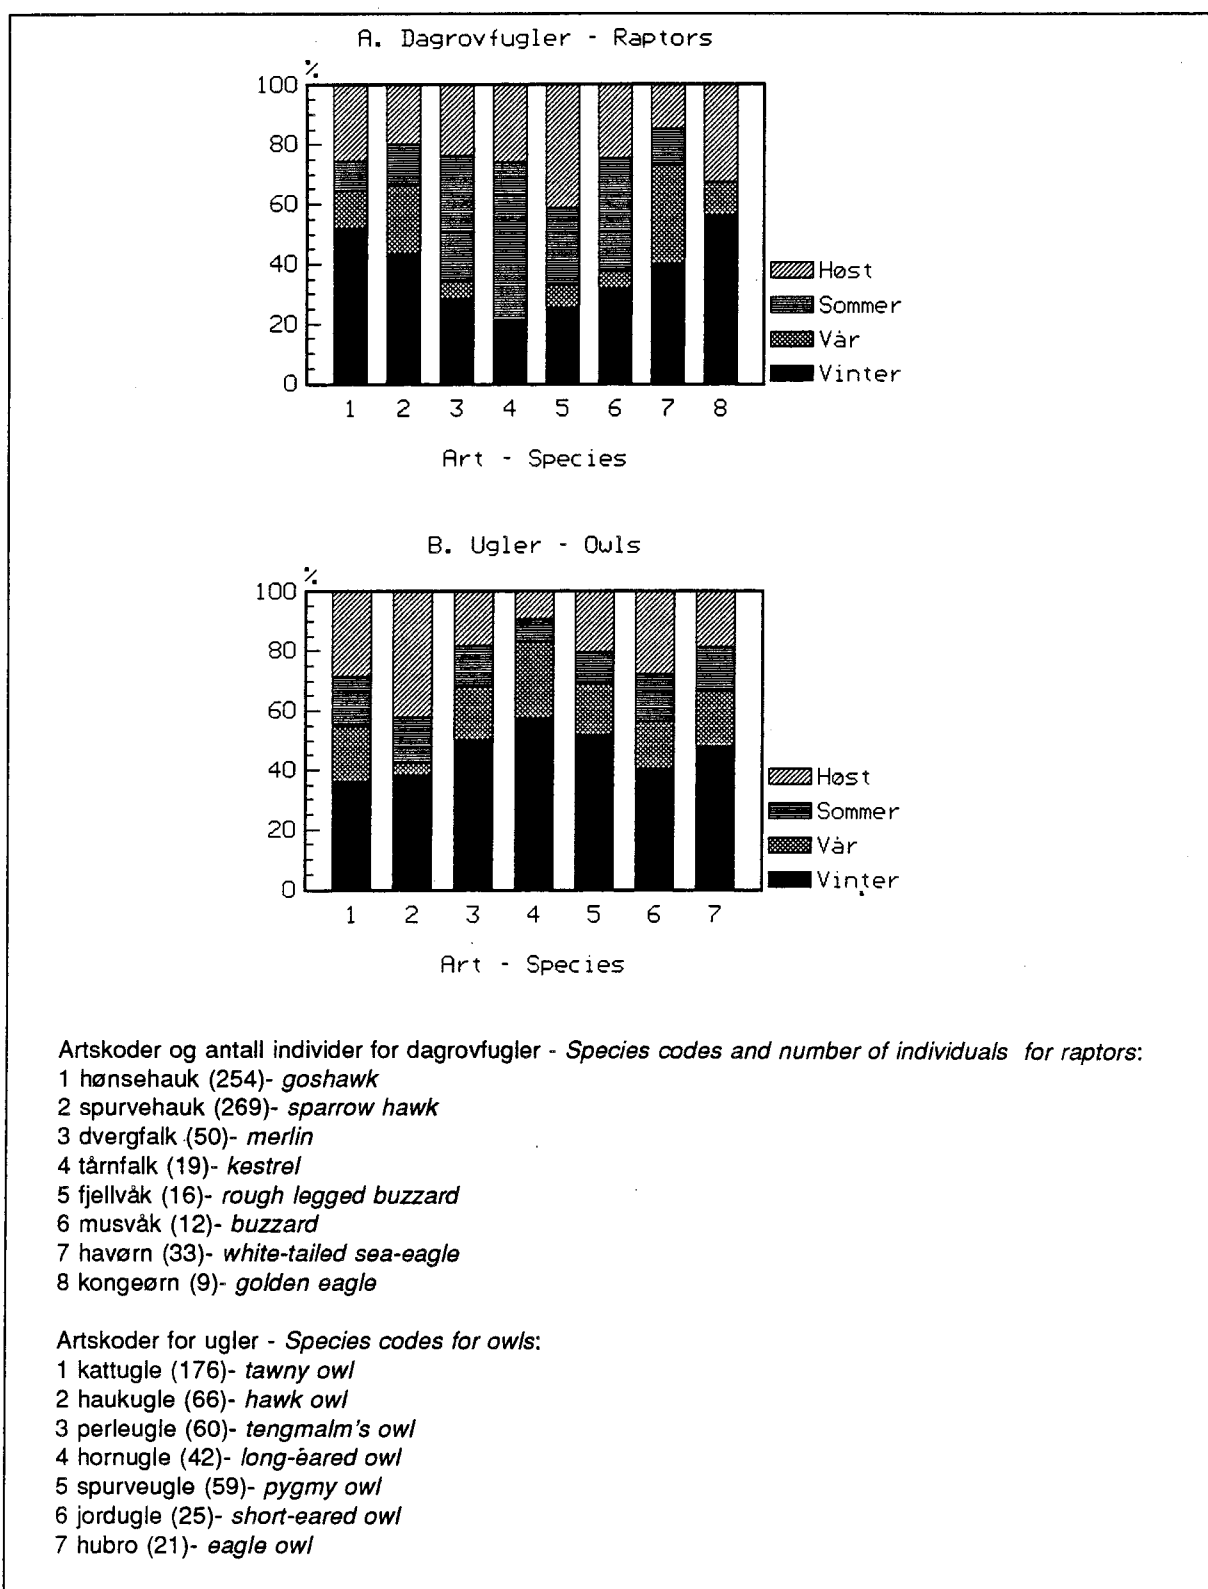 A. Dagrovfugler - Raptors
%
100
80
60
40
20
0
Høst
Sommer
Vår
Vinter
1 2 3 4 5 6 7 8
Art - Species
B. Ugler - Owls
%
100
80
60
40
20
0
Høst
Sommer
Vår
Vinter
1 2 3 4 5 6 7
Art - Species
Artskoder og antall individer for dagrovfugler - Species codes and number of individuals for raptors:
1 hønsehauk (254)- goshawk
2 spurvehauk (269)- sparrow hawk
3 dvergfalk (50)- merlin
4 tårnfalk (19)- kestrel
5 fjellvåk (16)- rough legged buzzard
6 musvåk (12)- buzzard
7 havørn (33)- white-tailed sea-eagle
8 kongeørn (9)- golden eagle
Artskoder for ugler - Species codes for owls:
1 kattugle (176)- tawny owl
2 haukugle (66)- hawk owl
3 perleugle (60)- tengmalm's owl
4 hornugle (42)- long-eared owl
5 spurveugle (59)- pygmy owl
6 jordugle (25)- short-eared owl
7 hubro (21)- eagle owl